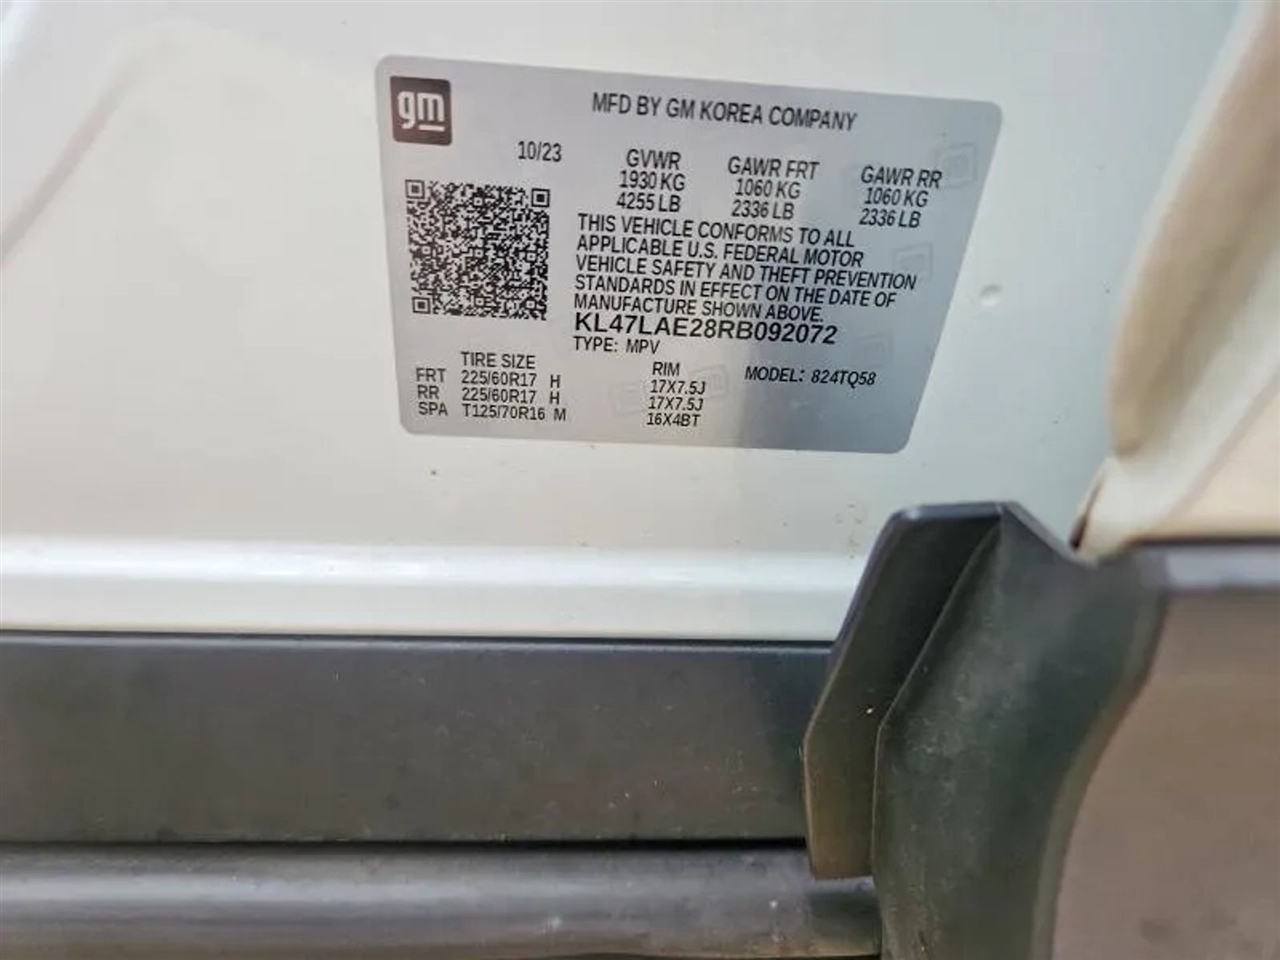 gm
MFD BY GM KOREA COMPANY
10/23
GVWR GAWR FRT GAWR RR
1930 KG 1060 KG 1060 KG
4255 LB 2336 LB 2336 LB
THIS VEHICLE CONFORMS TO ALL
APPLICABLE U.S. FEDERAL MOTOR
VEHICLE SAFETY AND THEFT PREVENTION
STANDARDS IN EFFECT ON THE DATE OF
MANUFACTURE SHOWN ABOVE.
KL47LAE28RB092072
TYPE: MPV
TIRE SIZE RIM MODEL: 824TQ58
FRT 225/60R17 H 17X7.5J
RR 225/60R17 H 17X7.5J
SPA T125/70R16 M 16X4BT